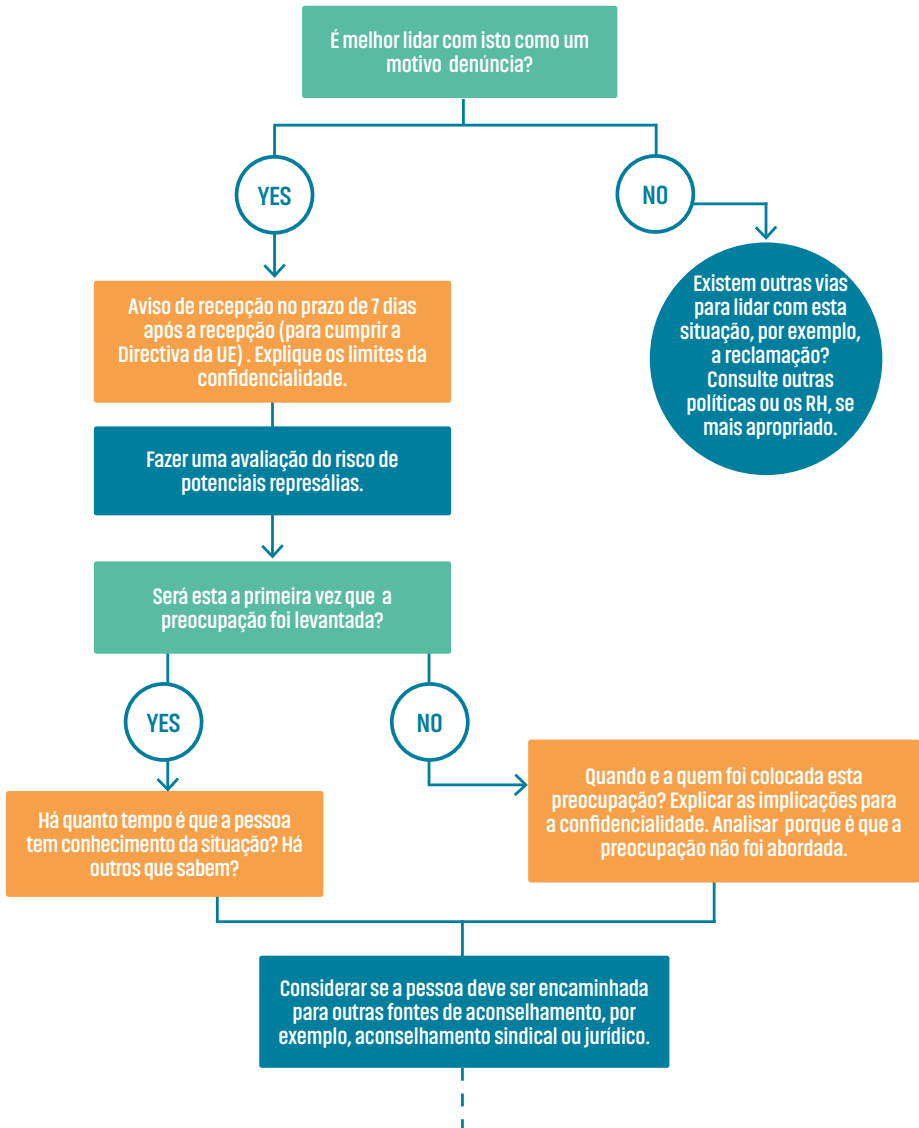 É melhor lidar com isto como um
motivo  denúncia?
YES
NO
Aviso de recepção no prazo de 7 dias
após a recepção (para cumprir a
Directiva da UE) . Explique os limites da
confidencialidade.
Existem outras vias
para lidar com esta
situação, por exemplo,
a reclamação?
Consulte outras
políticas ou os RH, se
mais apropriado.
Fazer uma avaliação do risco de
potenciais represálias.
Será esta a primeira vez que  a
preocupação foi levantada?
YES
NO
Há quanto tempo é que a pessoa
tem conhecimento da situação? Há
outros que sabem?
Quando e a quem foi colocada esta
preocupação? Explicar as implicações para
a confidencialidade. Analisar  porque é que a
preocupação não foi abordada.
Considerar se a pessoa deve ser encaminhada
para outras fontes de aconselhamento, por
exemplo, aconselhamento sindical ou jurídico.